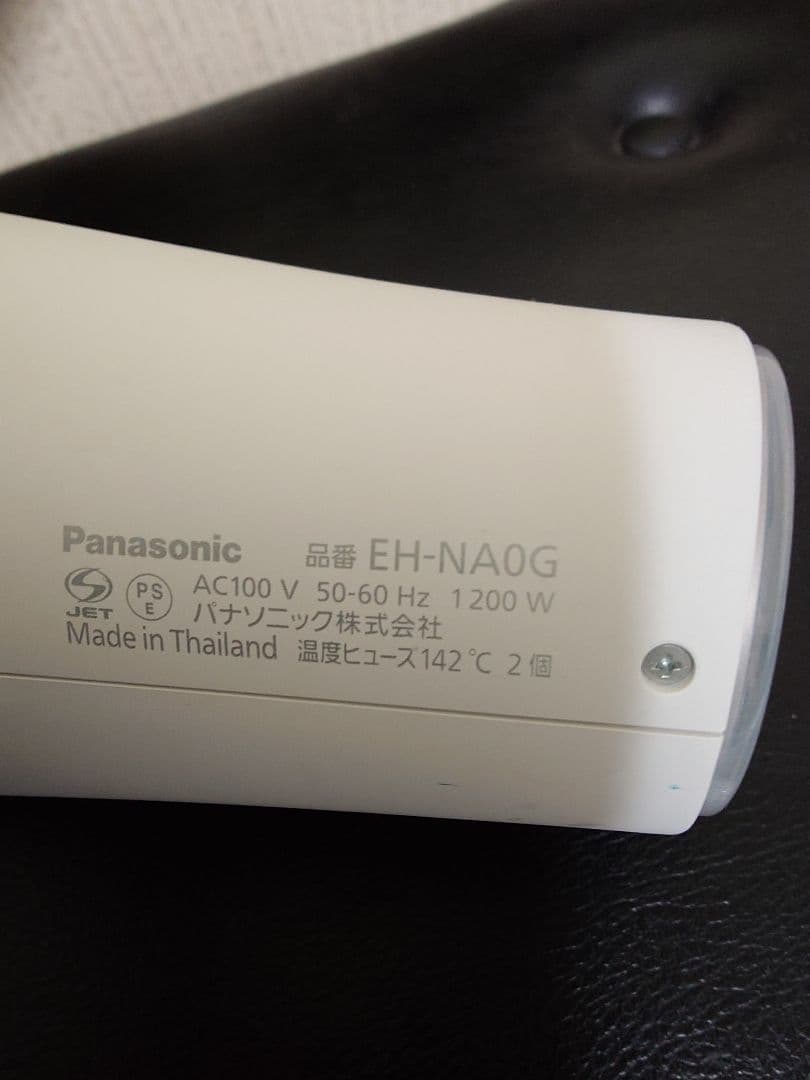 Panasonic 品番 EH-NA0G
JET PSE AC100 V 50-60 Hz 1200 W
パナソニック株式会社
Made in Thailand 温度ヒューズ142℃ 2個